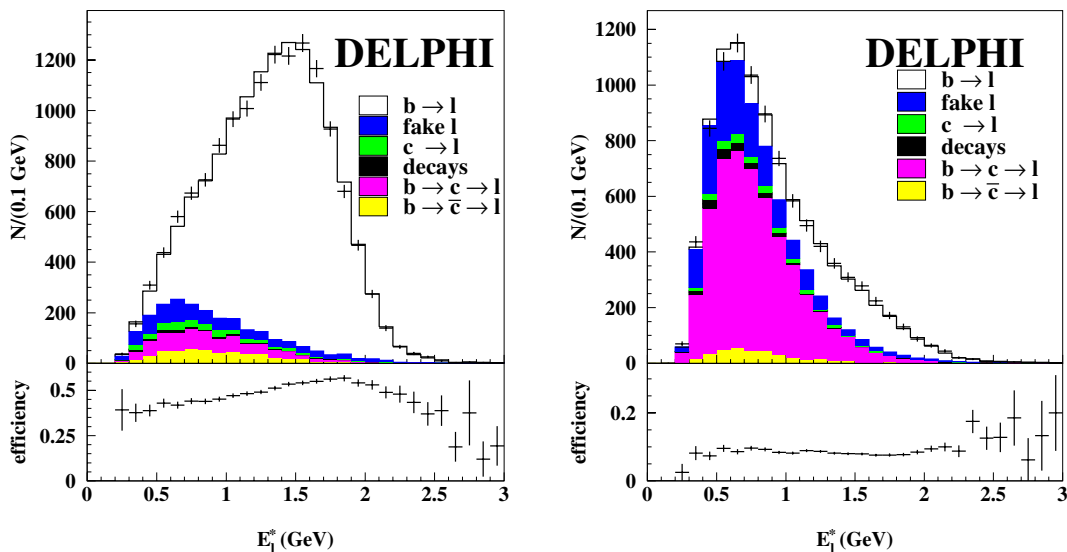 DELPHI
N/(0.1 GeV)
1200
1000
800
600
400
200
0
b → l
fake l
c → l
decays
b → c → l
b → c̅ → l
efficiency
0.5
0.25
0
0 0.5 1 1.5 2 2.5 3
E*l (GeV)
DELPHI
N/(0.1 GeV)
1200
1000
800
600
400
200
0
b → l
fake l
c → l
decays
b → c → l
b → c̅ → l
efficiency
0.2
0
0 0.5 1 1.5 2 2.5 3
E*l (GeV)